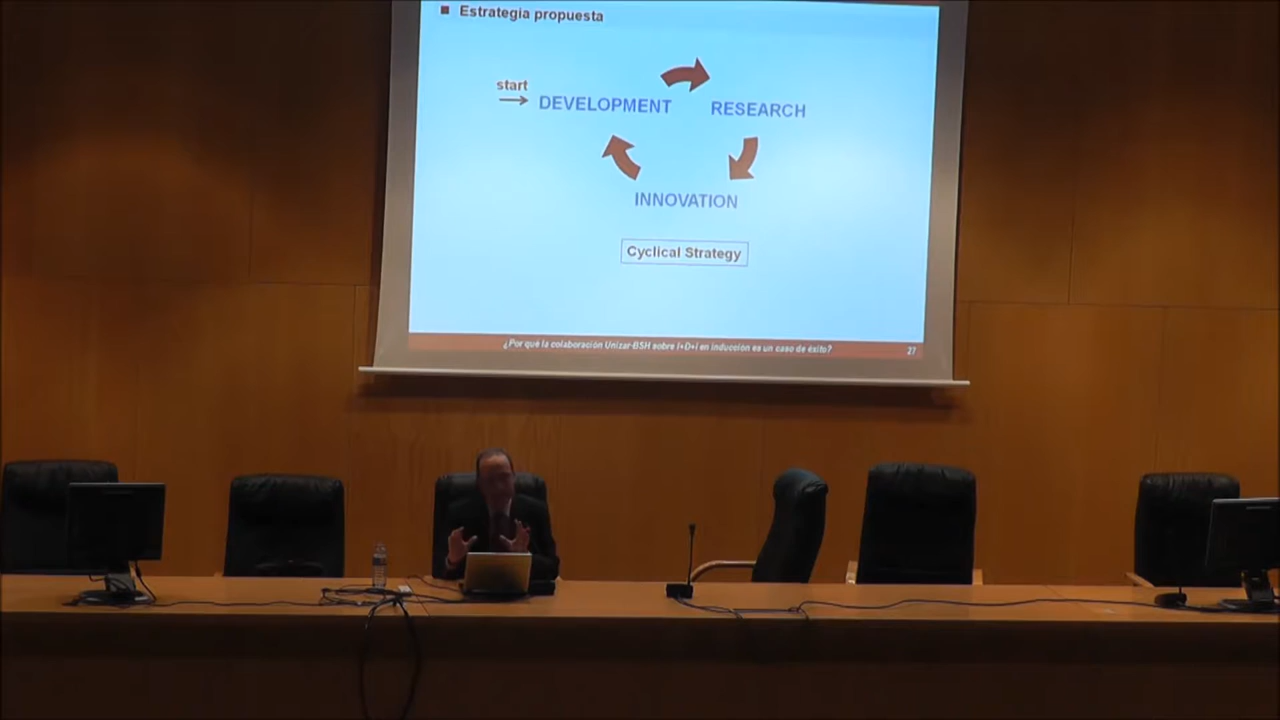 Estrategia propuesta
start
DEVELOPMENT
RESEARCH
INNOVATION
Cyclical Strategy
¿Por qué la colaboración Unizar-BSH sobre I+D+i en inducción es un caso de éxito?
27